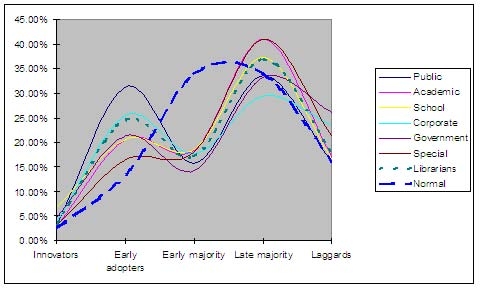 45.00%
40.00%
35.00%
30.00%
25.00%
20.00%
15.00%
10.00%
5.00%
0.00%
Innovators
Early
adopters
Early majority
Late majority
Laggards
Public
Academic
School
Corporate
Government
Special
Librarians
Normal